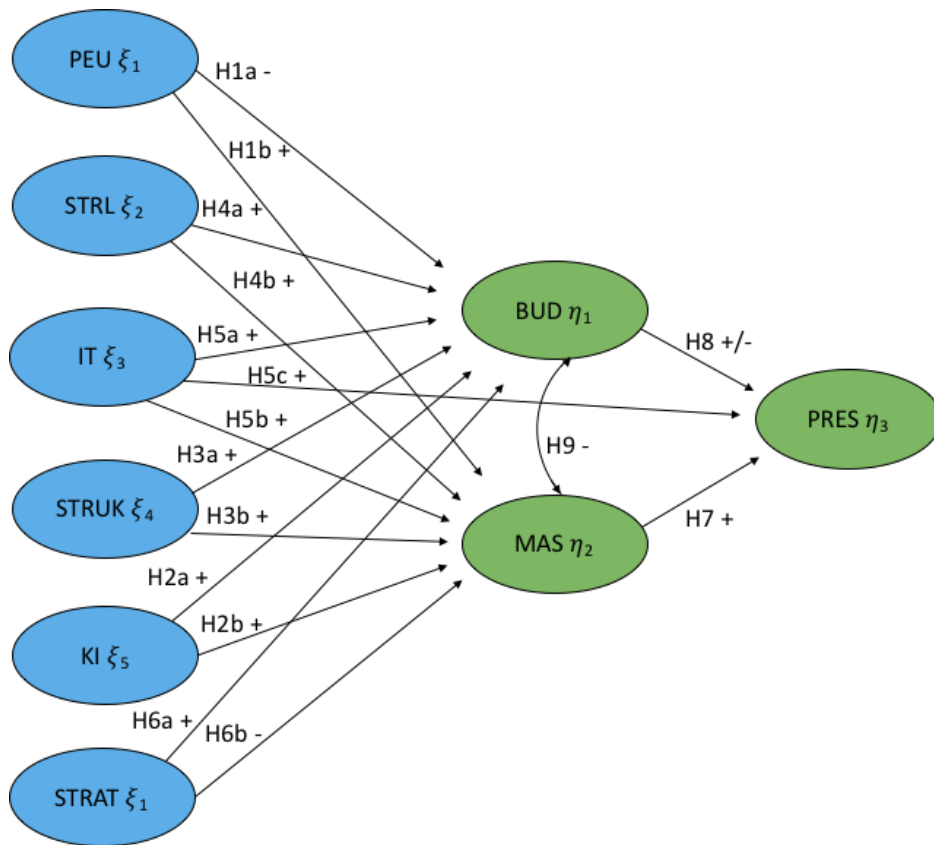 PEU ξ₁
H1a -
H1b +
STRL ξ₂
H4a +
H4b +
BUD η₁
IT ξ₃
H5a +
H5c +
H5b +
H8 +/-
PRES η₃
H3a +
H9 -
STRUK ξ₄
H3b +
MAS η₂
H7 +
H2a +
H2b +
KI ξ₅
H6a +
H6b -
STRAT ξ₁